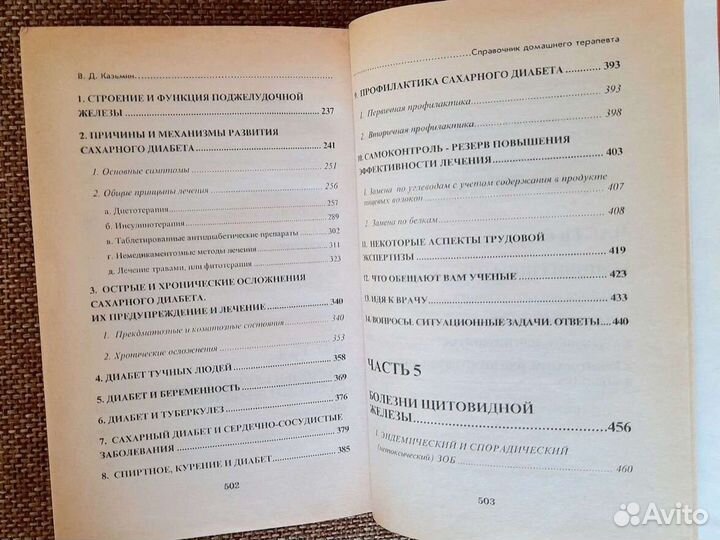 В. Д. Казьмин
1. СТРОЕНИЕ И ФУНКЦИЯ ПОДЖЕЛУДОЧНОЙ
ЖЕЛЕЗЫ 237
2. ПРИЧИНЫ И МЕХАНИЗМЫ РАЗВИТИЯ
САХАРНОГО ДИАБЕТА 241
1. Основные симптомы 251
2. Общие принципы лечения 256
а. Диетотерапия 257
б. Инсулинотерапия 289
в. Таблетированные антидиабетические препараты 302
г. Немедикаментозные методы лечения 311
д. Лечение травами, или фитотерапия 323
3. ОСТРЫЕ И ХРОНИЧЕСКИЕ ОСЛОЖНЕНИЯ
САХАРНОГО ДИАБЕТА.
ИХ ПРЕДУПРЕЖДЕНИЕ И ЛЕЧЕНИЕ 340
1. Прекдматозные и коматозные состояния 340
2. Хронические осложнения 353
4. ДИАБЕТ ТУЧНЫХ ЛЮДЕЙ 358
5. ДИАБЕТ И БЕРЕМЕННОСТЬ 369
6. ДИАБЕТ И ТУБЕРКУЛЕЗ 376
7. САХАРНЫЙ ДИАБЕТ И СЕРДЕЧНО-СОСУДИСТЫЕ
ЗАБОЛЕВАНИЯ 379
8. СПИРТНОЕ, КУРЕНИЕ И ДИАБЕТ 385
502
Справочник домашнего терапевта
9. ПРОФИЛАКТИКА САХАРНОГО ДИАБЕТА 393
1. Первичная профилактика 393
2. Вторичная профилактика 398
10. САМОКОНТРОЛЬ - РЕЗЕРВ ПОВЫШЕНИЯ
ЭФФЕКТИВНОСТИ ЛЕЧЕНИЯ 403
1. Замена по углеводам с учетом содержания в продукте
пищевых волокон 407
2. Замена по белкам 408
11. НЕКОТОРЫЕ АСПЕКТЫ ТРУДОВОЙ
ЭКСПЕРТИЗЫ 419
12. ЧТО ОБЕЩАЮТ ВАМ УЧЕНЫЕ 423
13. ИДЯ К ВРАЧУ 433
14. ВОПРОСЫ. СИТУАЦИОННЫЕ ЗАДАЧИ. ОТВЕТЫ 440
ЧАСТЬ 5
БОЛЕЗНИ ЩИТОВИДНОЙ
ЖЕЛЕЗЫ 456
1. ЭНДЕМИЧЕСКИЙ И СПОРАДИЧЕСКИЙ
(нетоксический) ЗОБ 460
503
Avito